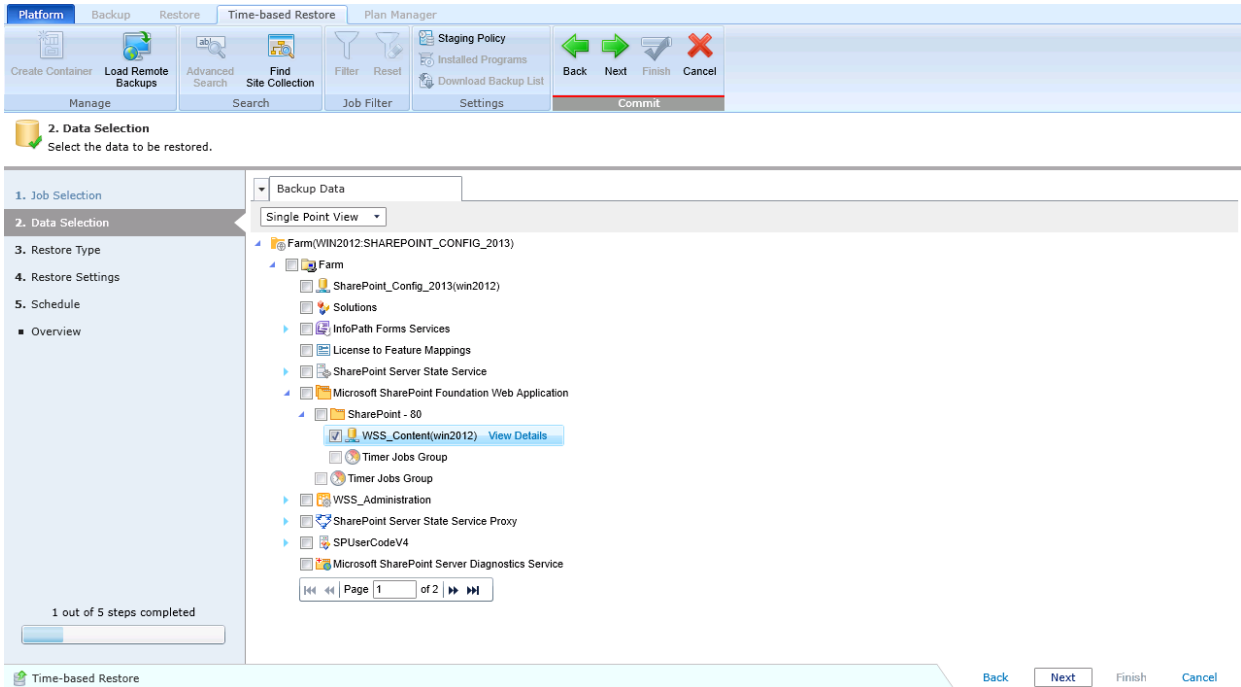 Platform Backup Restore Time-based Restore Plan Manager
Create Container Load Remote Backups Advanced Search Find Site Collection Filter Reset Staging Policy Installed Programs Download Backup List Back Next Finish Cancel
Manage Search Job Filter Settings Commit
2. Data Selection
Select the data to be restored.
1. Job Selection
2. Data Selection
3. Restore Type
4. Restore Settings
5. Schedule
Overview
1 out of 5 steps completed
Backup Data
Single Point View
Farm(WIN2012:SHAREPOINT_CONFIG_2013)
Farm
SharePoint_Config_2013(win2012)
Solutions
InfoPath Forms Services
License to Feature Mappings
SharePoint Server State Service
Microsoft SharePoint Foundation Web Application
SharePoint - 80
WSS_Content(win2012) View Details
Timer Jobs Group
Timer Jobs Group
WSS_Administration
SharePoint Server State Service Proxy
SPUserCodeV4
Microsoft SharePoint Server Diagnostics Service
Page 1 of 2
Time-based Restore Back Next Finish Cancel